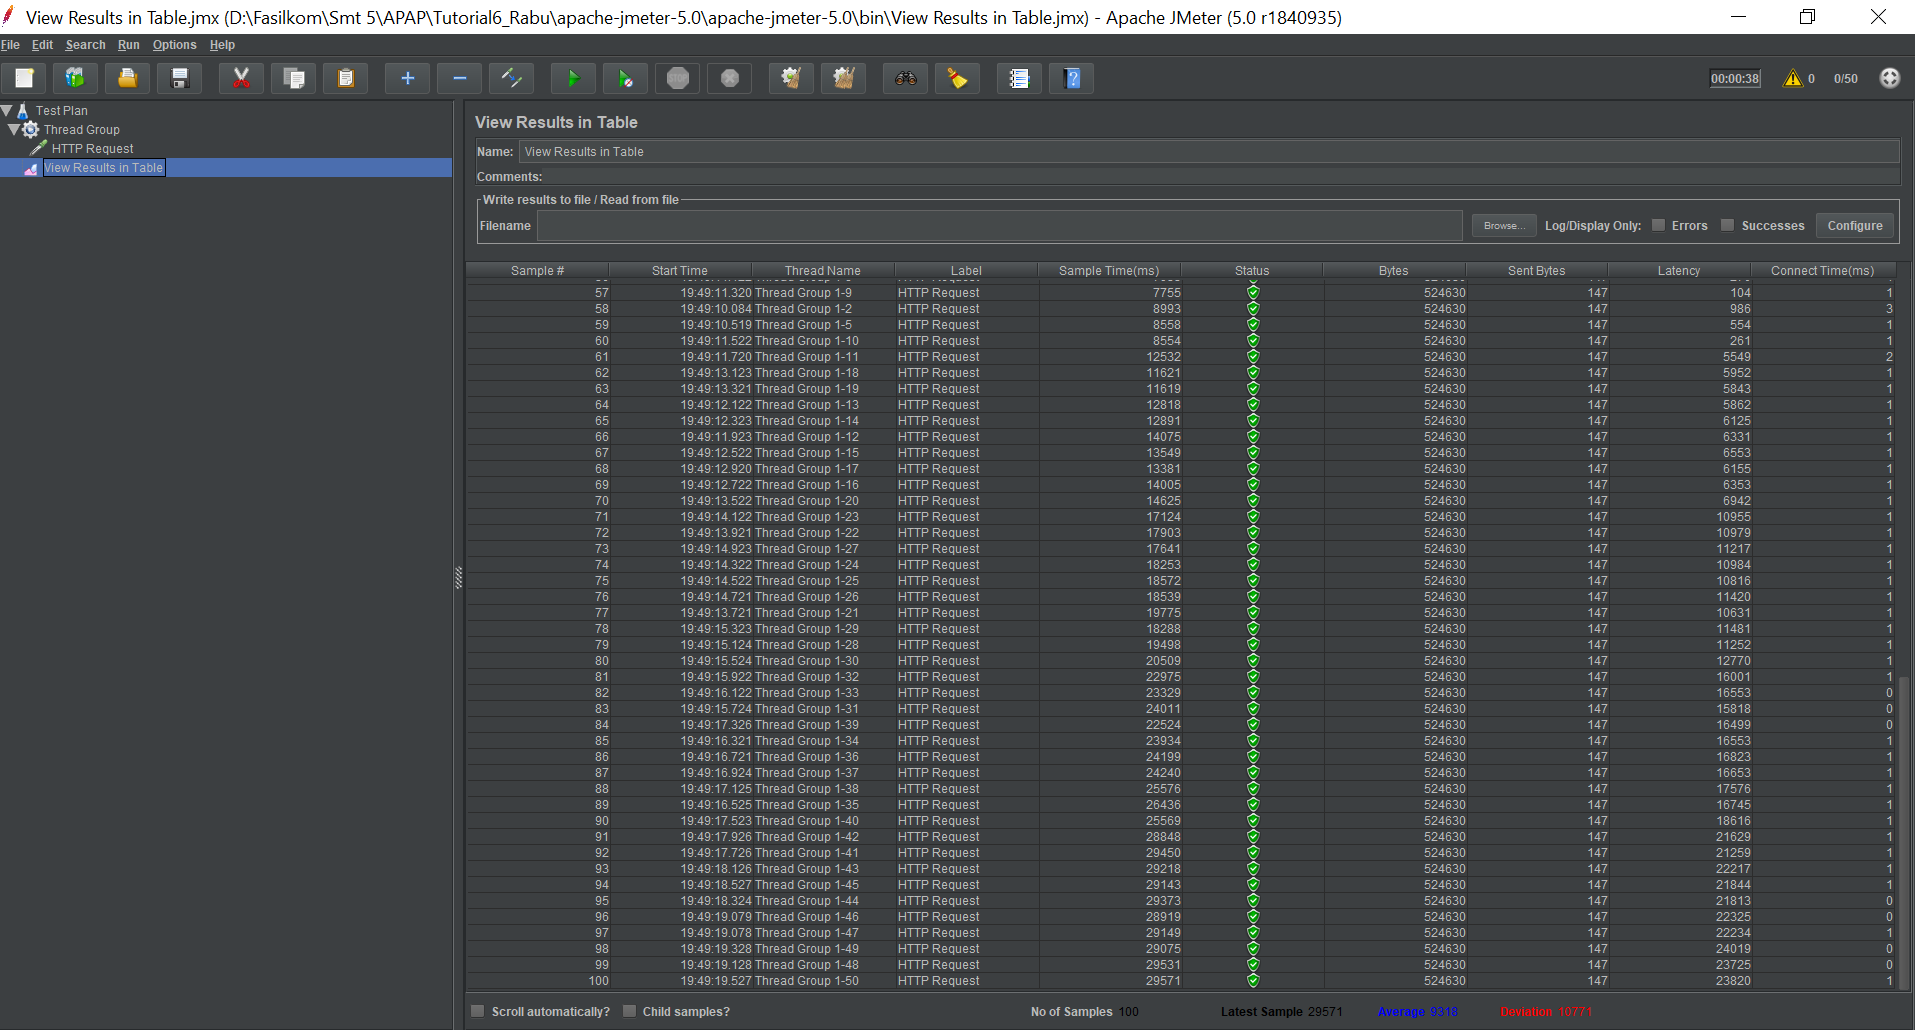 View Results in Table.jmx (D:\Fasilkom\Smt 5\APAP\Tutorial6_Rabu\apache-jmeter-5.0\apache-jmeter-5.0\bin\View Results in Table.jmx) - Apache JMeter (5.0 r1840935)
File Edit Search Run Options Help
STOP 00:00:38 0 0/50
Test Plan
Thread Group
HTTP Request
View Results in Table
View Results in Table
Name: View Results in Table
Comments:
Write results to file / Read from file
Filename Browse... Log/Display Only: Errors Successes Configure
Sample # Start Time Thread Name Label Sample Time(ms) Status Bytes Sent Bytes Latency Connect Time(ms)
57 19:49:11.320 Thread Group 1-9 HTTP Request 7755 524630 147 104 1
58 19:49:10.084 Thread Group 1-2 HTTP Request 8993 524630 147 986 3
59 19:49:10.519 Thread Group 1-5 HTTP Request 8558 524630 147 554 1
60 19:49:11.522 Thread Group 1-10 HTTP Request 8554 524630 147 261 1
61 19:49:11.720 Thread Group 1-11 HTTP Request 12532 524630 147 5549 2
62 19:49:13.123 Thread Group 1-18 HTTP Request 11621 524630 147 5952 1
63 19:49:13.321 Thread Group 1-19 HTTP Request 11619 524630 147 5843 1
64 19:49:12.122 Thread Group 1-13 HTTP Request 12818 524630 147 5862 1
65 19:49:12.323 Thread Group 1-14 HTTP Request 12891 524630 147 6125 1
66 19:49:11.923 Thread Group 1-12 HTTP Request 14075 524630 147 6331 1
67 19:49:12.522 Thread Group 1-15 HTTP Request 13549 524630 147 6553 1
68 19:49:12.920 Thread Group 1-17 HTTP Request 13381 524630 147 6155 1
69 19:49:12.722 Thread Group 1-16 HTTP Request 14005 524630 147 6353 1
70 19:49:13.522 Thread Group 1-20 HTTP Request 14625 524630 147 6942 1
71 19:49:14.122 Thread Group 1-23 HTTP Request 17124 524630 147 10955 1
72 19:49:13.921 Thread Group 1-22 HTTP Request 17903 524630 147 10979 1
73 19:49:14.923 Thread Group 1-27 HTTP Request 17641 524630 147 11217 1
74 19:49:14.322 Thread Group 1-24 HTTP Request 18253 524630 147 10984 1
75 19:49:14.522 Thread Group 1-25 HTTP Request 18572 524630 147 10816 1
76 19:49:14.721 Thread Group 1-26 HTTP Request 18539 524630 147 11420 1
77 19:49:13.721 Thread Group 1-21 HTTP Request 19775 524630 147 10631 1
78 19:49:15.323 Thread Group 1-29 HTTP Request 18288 524630 147 11481 1
79 19:49:15.124 Thread Group 1-28 HTTP Request 19498 524630 147 11252 1
80 19:49:15.524 Thread Group 1-30 HTTP Request 20509 524630 147 12770 1
81 19:49:15.922 Thread Group 1-32 HTTP Request 22975 524630 147 16001 1
82 19:49:16.122 Thread Group 1-33 HTTP Request 23329 524630 147 16553 0
83 19:49:15.724 Thread Group 1-31 HTTP Request 24011 524630 147 15818 0
84 19:49:17.326 Thread Group 1-39 HTTP Request 22524 524630 147 16499 0
85 19:49:16.321 Thread Group 1-34 HTTP Request 23934 524630 147 16553 1
86 19:49:16.721 Thread Group 1-36 HTTP Request 24199 524630 147 16823 1
87 19:49:16.924 Thread Group 1-37 HTTP Request 24240 524630 147 16653 1
88 19:49:17.125 Thread Group 1-38 HTTP Request 25576 524630 147 17576 1
89 19:49:16.525 Thread Group 1-35 HTTP Request 26436 524630 147 16745 1
90 19:49:17.523 Thread Group 1-40 HTTP Request 25569 524630 147 18616 1
91 19:49:17.926 Thread Group 1-42 HTTP Request 28848 524630 147 21629 1
92 19:49:17.726 Thread Group 1-41 HTTP Request 29450 524630 147 21259 1
93 19:49:18.126 Thread Group 1-43 HTTP Request 29218 524630 147 22217 1
94 19:49:18.527 Thread Group 1-45 HTTP Request 29143 524630 147 21844 1
95 19:49:18.324 Thread Group 1-44 HTTP Request 29373 524630 147 21813 0
96 19:49:19.079 Thread Group 1-46 HTTP Request 28919 524630 147 22325 0
97 19:49:19.078 Thread Group 1-47 HTTP Request 29149 524630 147 22234 1
98 19:49:19.328 Thread Group 1-49 HTTP Request 29075 524630 147 24019 0
99 19:49:19.128 Thread Group 1-48 HTTP Request 29531 524630 147 23725 0
100 19:49:19.527 Thread Group 1-50 HTTP Request 29571 524630 147 23820 1
Scroll automatically? Child samples? No of Samples 100 Latest Sample 29571 Average 9318 Deviation 10771